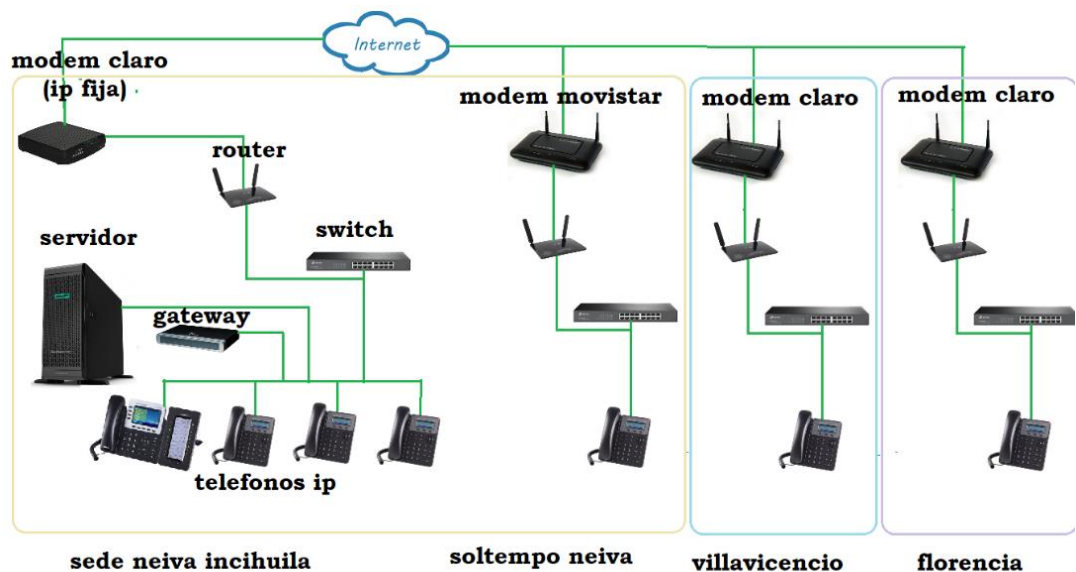 Internet
modem claro
(ip fija)
modem movistar
modem claro
modem claro
router
servidor
switch
gateway
telefonos ip
sede neiva incihuila
soltempo neiva
villavicencio
florencia